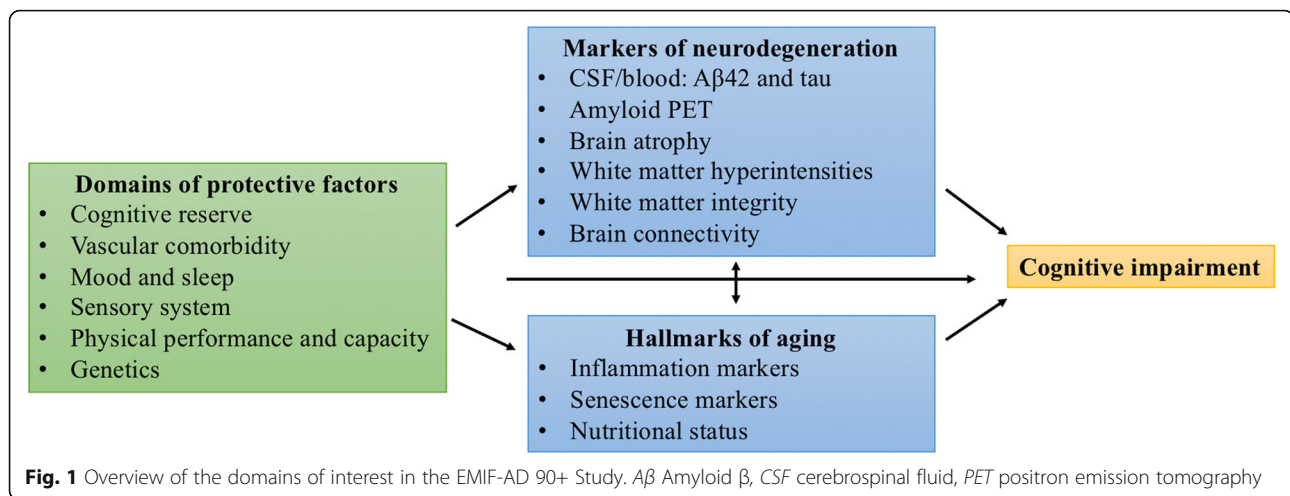 Domains of protective factors
• Cognitive reserve
• Vascular comorbidity
• Mood and sleep
• Sensory system
• Physical performance and capacity
• Genetics
Markers of neurodegeneration
• CSF/blood: Aβ42 and tau
• Amyloid PET
• Brain atrophy
• White matter hyperintensities
• White matter integrity
• Brain connectivity
Hallmarks of aging
• Inflammation markers
• Senescence markers
• Nutritional status
Cognitive impairment
Fig. 1 Overview of the domains of interest in the EMIF-AD 90+ Study. Aβ Amyloid β, CSF cerebrospinal fluid, PET positron emission tomography